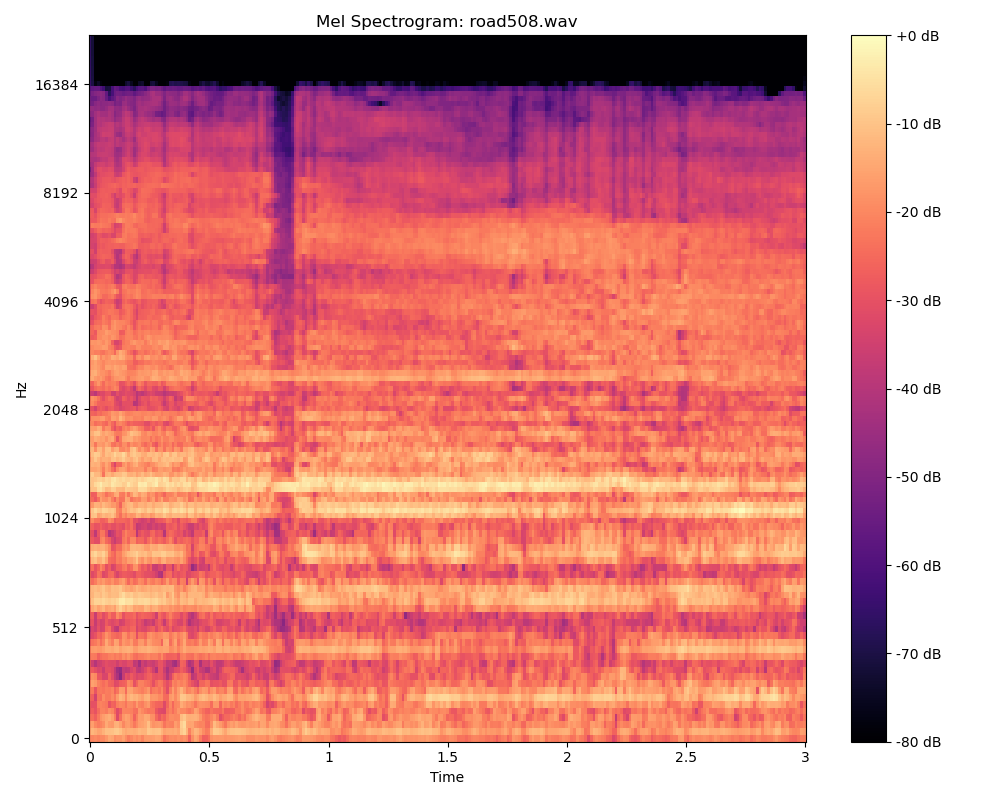 Mel Spectrogram: road508.wav
+0 dB
16384
-10 dB
8192
-20 dB
4096
-30 dB
Hz
2048
-40 dB
-50 dB
1024
-60 dB
512
-70 dB
0
-80 dB
0 0.5 1 1.5 2 2.5 3
Time